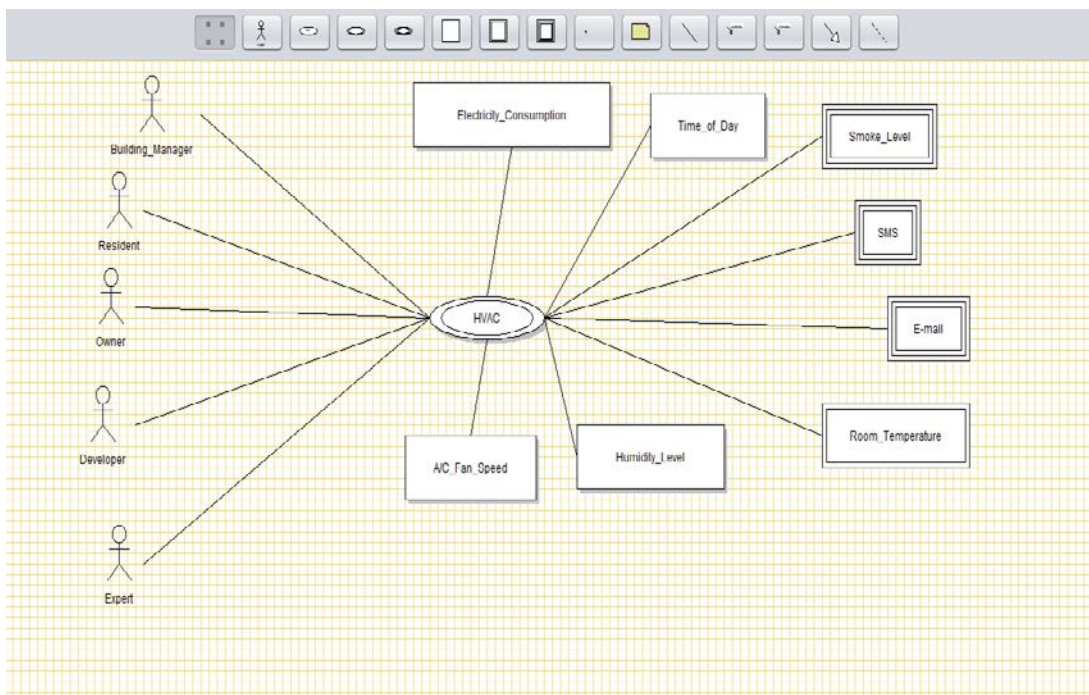 Building_Manager
Electricity_Consumption
Time_of_Day
Smoke_Level
Resident
SMS
Owner
HVAC
E-mail
Developer
A/C_Fan_Speed
Humidity_Level
Room_Temperature
Expert